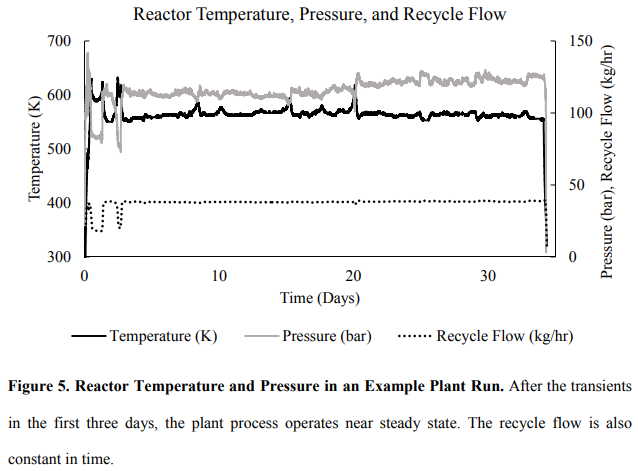 Reactor Temperature, Pressure, and Recycle Flow
700
600
500
400
300
Temperature (K)
150
100
50
0
Pressure (bar), Recycle Flow (kg/hr)
0
10
20
30
Time (Days)
Temperature (K)
Pressure (bar)
Recycle Flow (kg/hr)
Figure 5. Reactor Temperature and Pressure in an Example Plant Run. After the transients
in the first three days, the plant process operates near steady state. The recycle flow is also
constant in time.